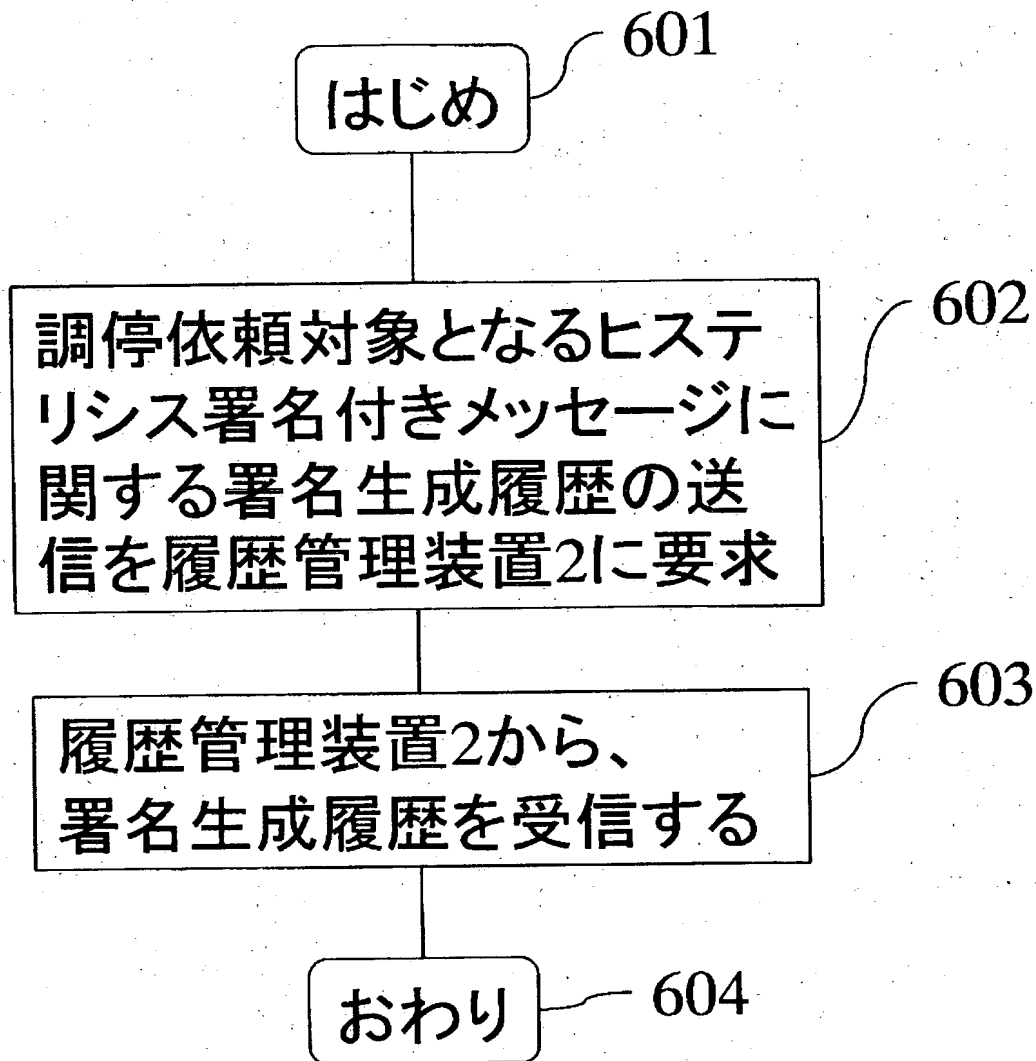 601
はじめ
602
調停依頼対象となるヒステ
リシス署名付きメッセージに
関する署名生成履歴の送
信を履歴管理装置2に要求
603
履歴管理装置2から、
署名生成履歴を受信する
おわり
604